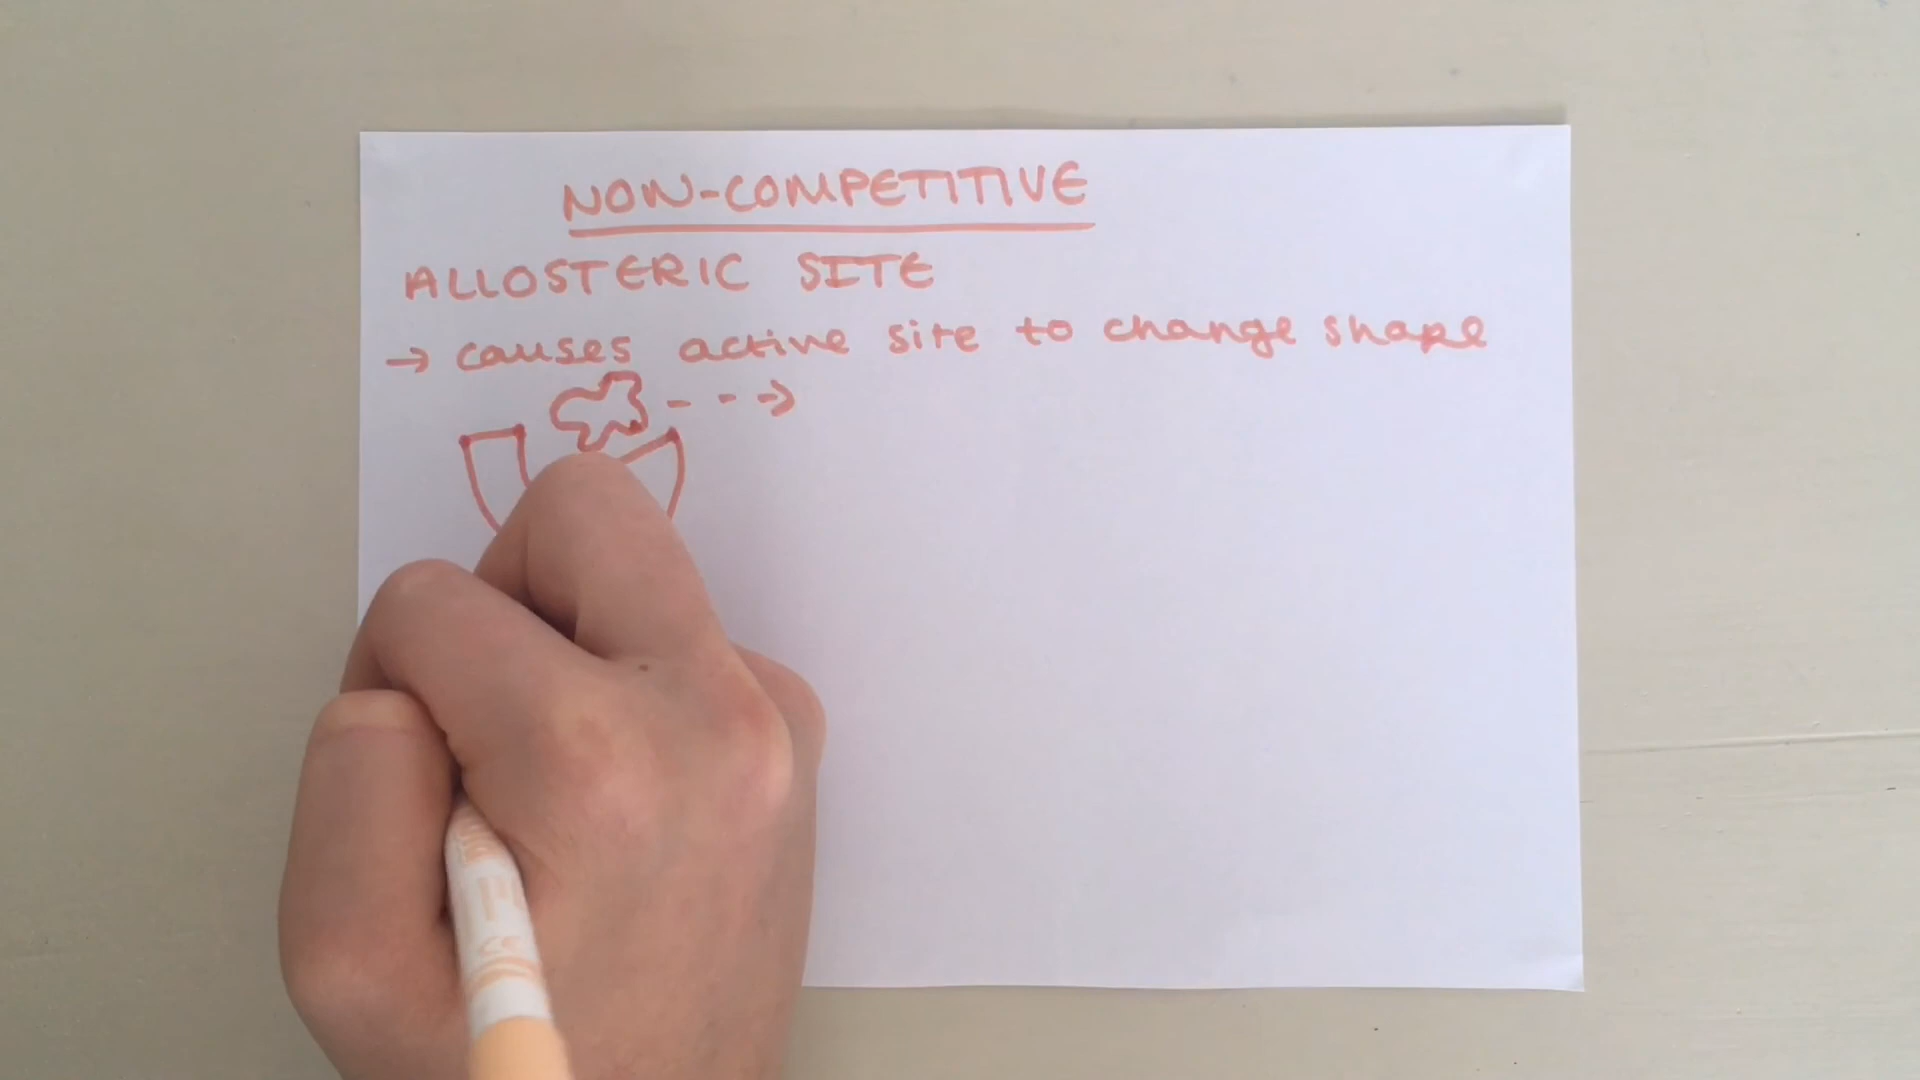 NON-COMPETITIVE
ALLOSTERIC SITE
→ causes active site to change shape